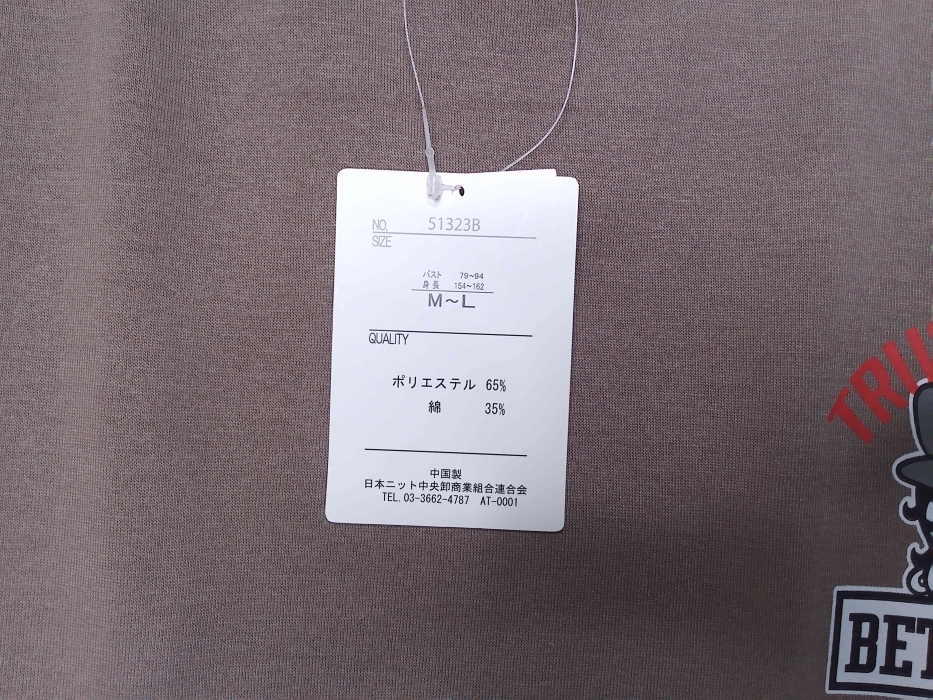 NO. 51323B
SIZE
バスト 79~94
身長 154~162
M~L
QUALITY
ポリエステル 65%
綿 35%
中国製
日本ニット中央卸商業組合連合会
TEL.03-3662-4787 AT-0001